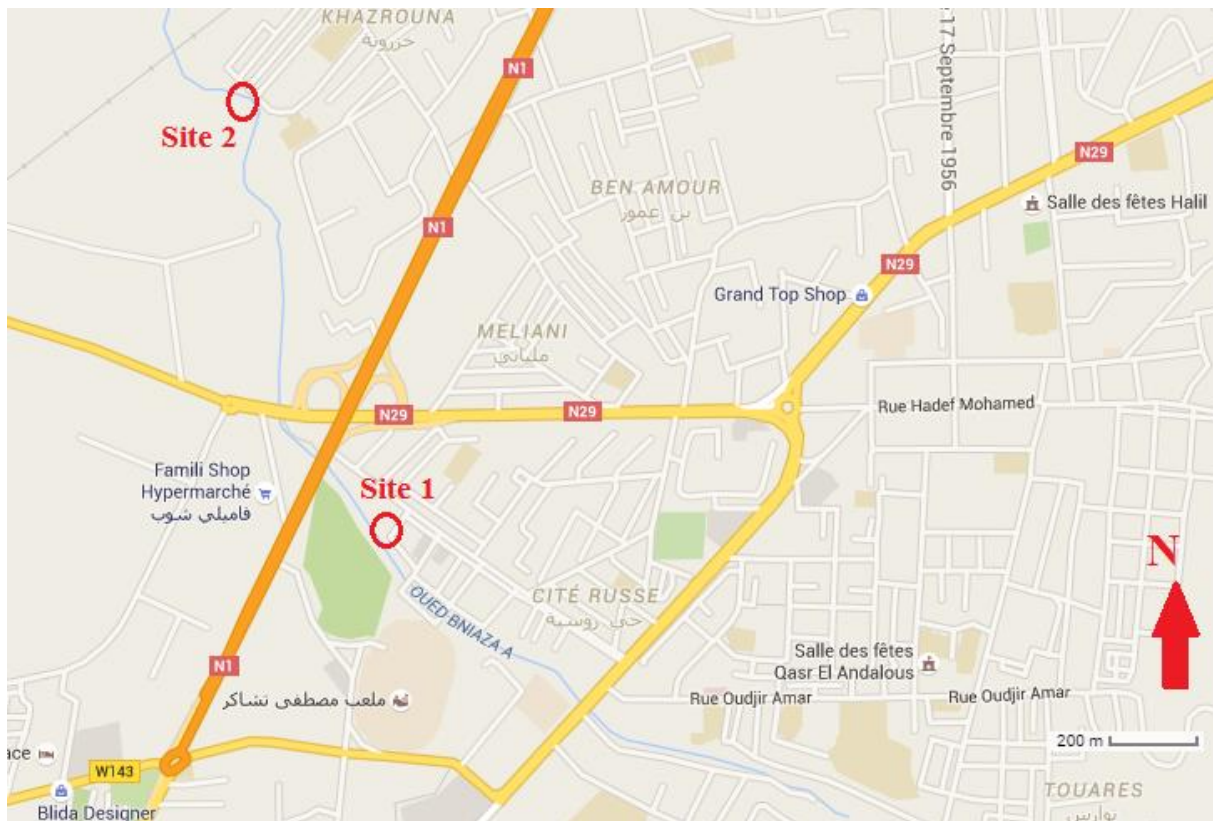 KHAZROUNA
خزرونة
N1
Site 2
17 Septembre 1956
N29
Salle des fêtes Halil
BEN AMOUR
بن عمور
N1
N29
Grand Top Shop
MELIANI
ملياني
N29
N29
Rue Hadef Mohamed
Famili Shop
Hypermarché
فاميلي شوب
Site 1
N
CITÉ RUSSE
حي روسية
OUED BNIAZA A
Salle des fêtes
Qasr El Andalous
N1
ملعب مصطفى تشاكر
Rue Oudjir Amar
Rue Oudjir Amar
200 m
ace
W143
Blida Designer
TOUARES
توارس